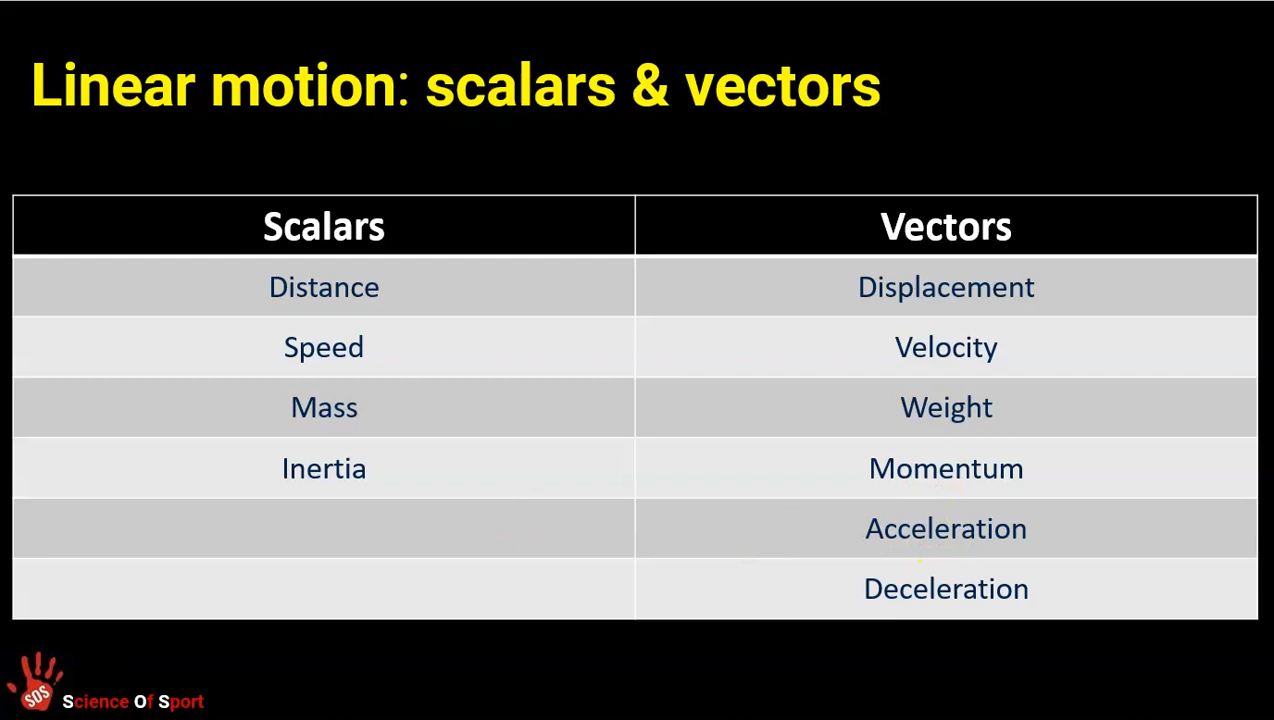 Linear motion: scalars & vectors
Scalars Vectors
Distance Displacement
Speed Velocity
Mass Weight
Inertia Momentum
Acceleration
Deceleration
SOS
Science Of Sport